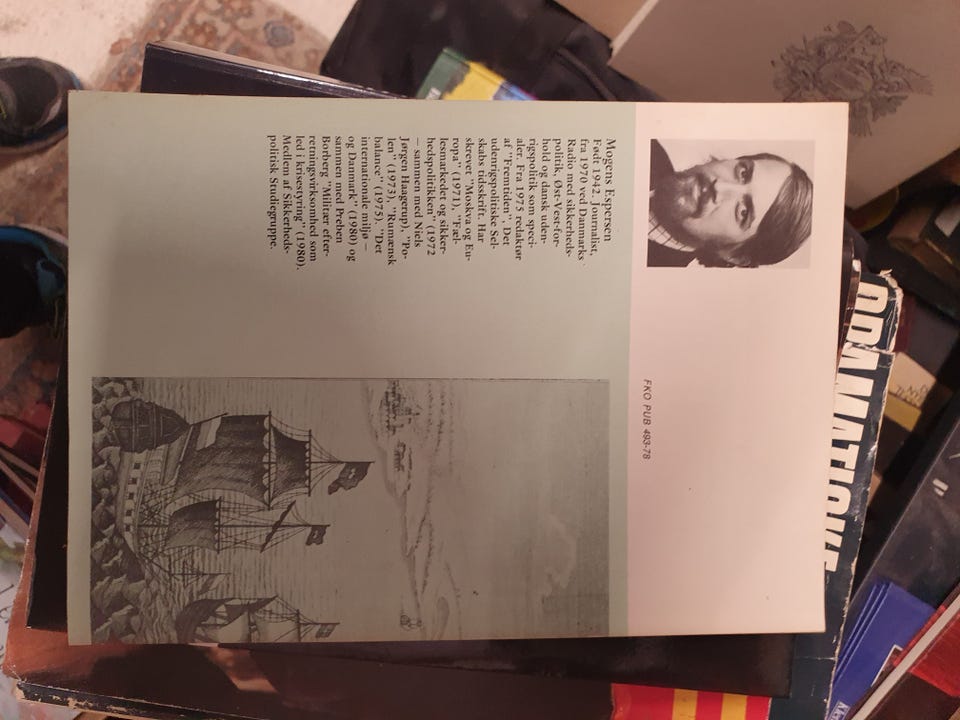 Mogens Espersen
Født 1942. Journalist,
fra 1970 ved Danmarks
Radio med sikkerheds-
politik, Øst-Vest-for-
hold og dansk uden-
rigspolitik som speci-
aler. Fra 1975 redaktør
af "Fremtiden", Det
udenrigspolitiske Sel-
skabs tidsskrift. Har
skrevet "Moskva og Eu-
ropa" (1971), "Fæl-
lesmarkedet og sikker-
hedspolitiken" (1972
– sammen med Niels
Jørgen Haagerup), "Po-
len" (1973), "Rumænsk
balance" (1975), "Det
internationale miljø –
og Danmark" (1980) og
sammen med Preben
Borberg "Militær efter-
retningsvirksomhed som
led i krisestyring" (1980).
Medlem af Sikkerheds-
politisk Studiegruppe.
FKO PUB 493-78
DRAMATISKE